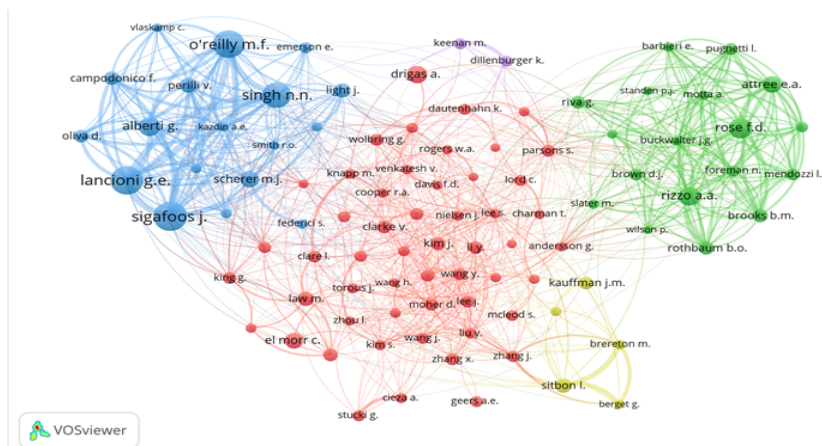 vlaskamp c.
o'reilly m.f.
emerson e.
keenan m.
barbieri e.
pugnetti l.
dillenburger k.
campodonico f.
perilli v.
light j.
singh n.n.
drigas a.
standen p.j.
motta a.
attree e.a.
riva g.
dautenhahn k.
oliva d.
alberti g.
kazdin a.e.
rose f.d.
smith r.o.
wolbring g.
rogers w.a.
parsons s.
buckwalter j.g.
lancioni g.e.
scherer m.j.
knapp m.
venkatesh v.
davis f.d.
lord c.
brown d.j.
foreman n.
mendozzi l.
cooper r.a.
rizzo a.a.
slater m.
sigafoos j.
federici s.
clarke v.
nielsen j.
lee s.
charman t.
brooks b.m.
wilson p.
clare l.
kim j.
li y.
andersson g.
rothbaum b.o.
king g.
torous j.
wang h.
wang y.
kauffman j.m.
law m.
moher d.
lee j.
mcleod s.
zhou l.
el morr c.
kim s.
wang j.
liu y.
brereton m.
zhang x.
zhang j.
sitbon l.
cieza a.
geers a.e.
berget g.
stucki g.
VOSviewer